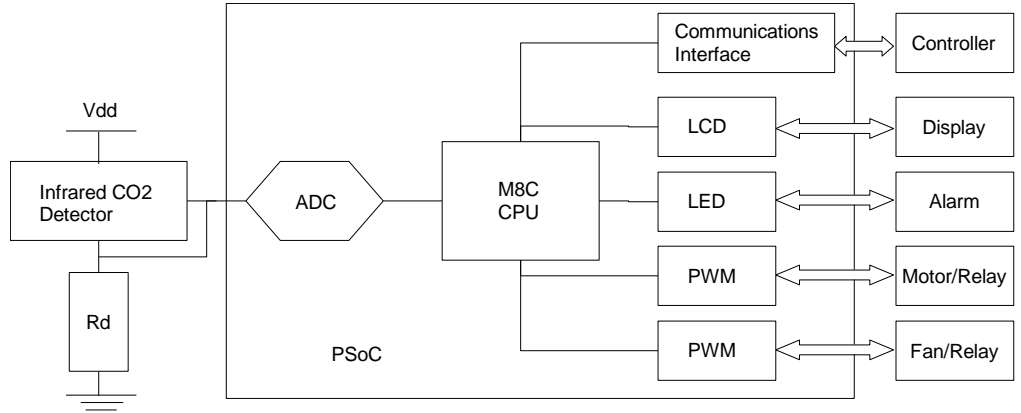 Communications
Interface
Controller
Vdd
LCD
Display
Infrared CO2
Detector
ADC
M8C
CPU
LED
Alarm
PWM
Motor/Relay
Rd
PSoC
PWM
Fan/Relay